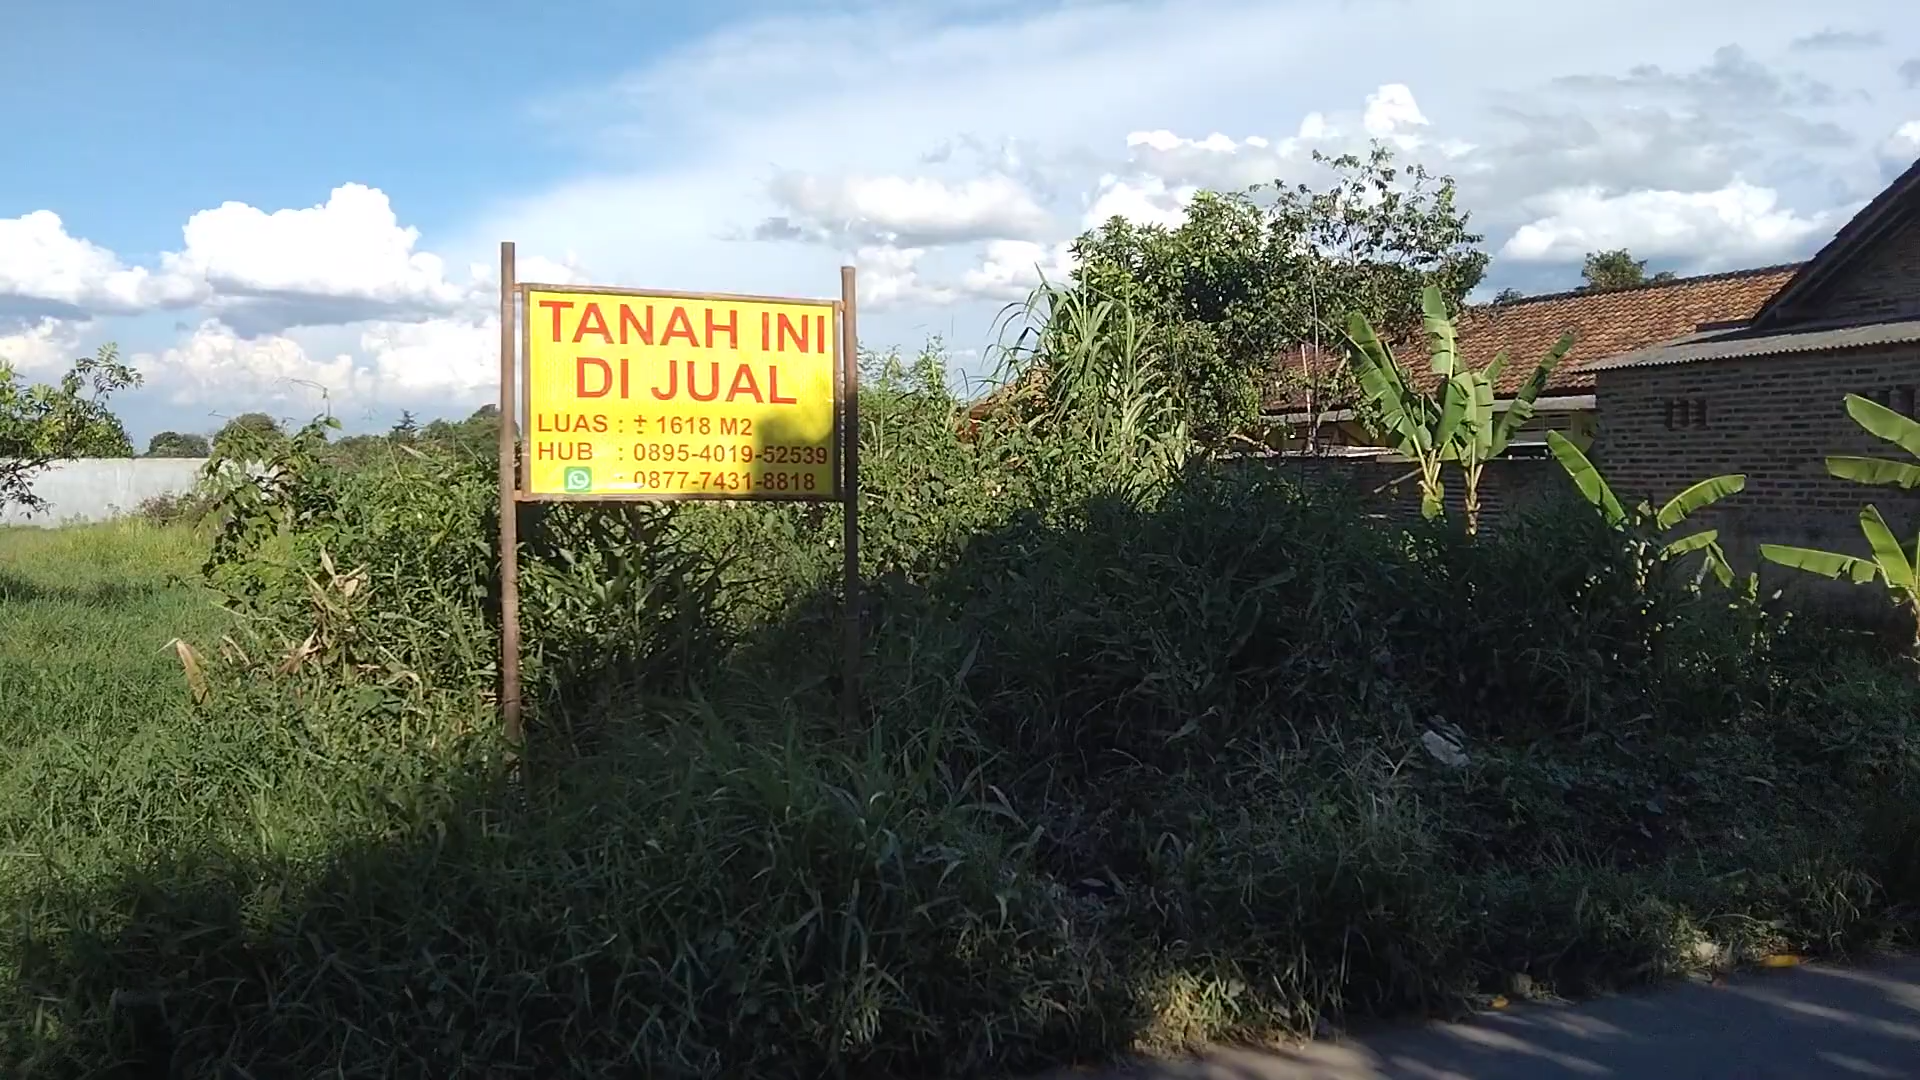 TANAH INI
DI JUAL
LUAS : ± 1618 M2
HUB : 0895-4019-52539
: 0877-7431-8818